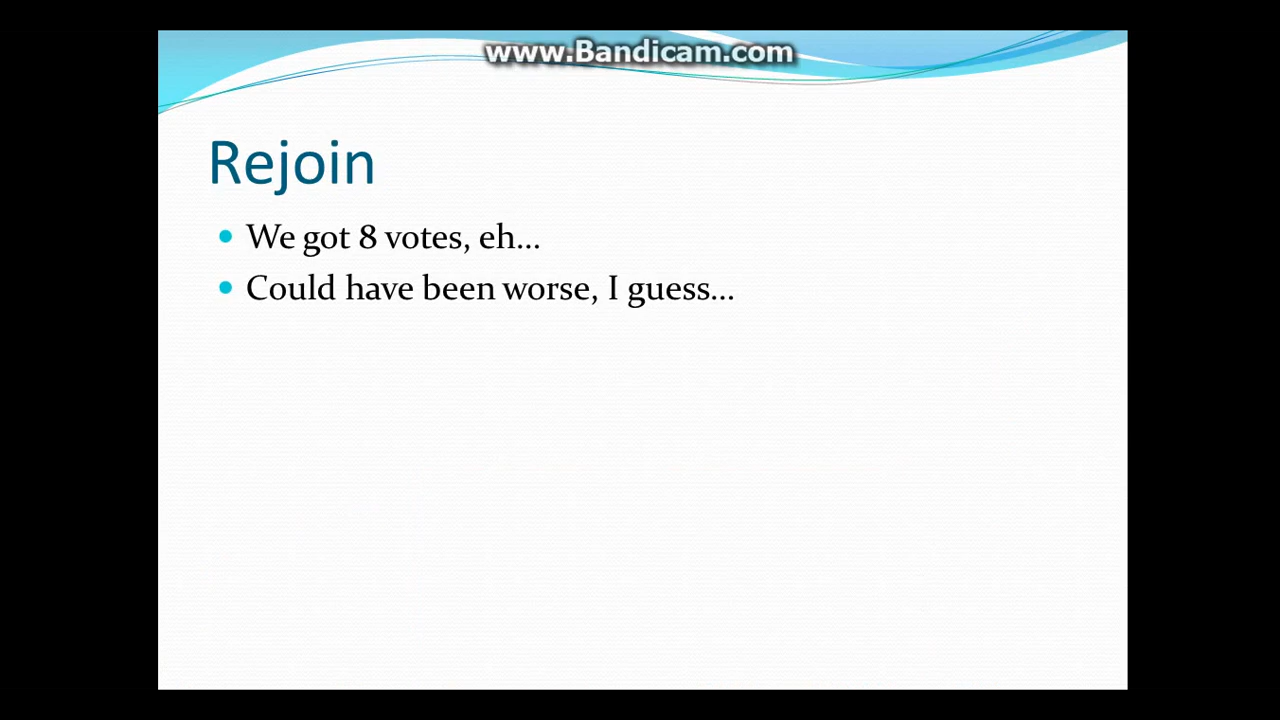 www.Bandicam.com
Rejoin
We got 8 votes, eh...
Could have been worse, I guess...